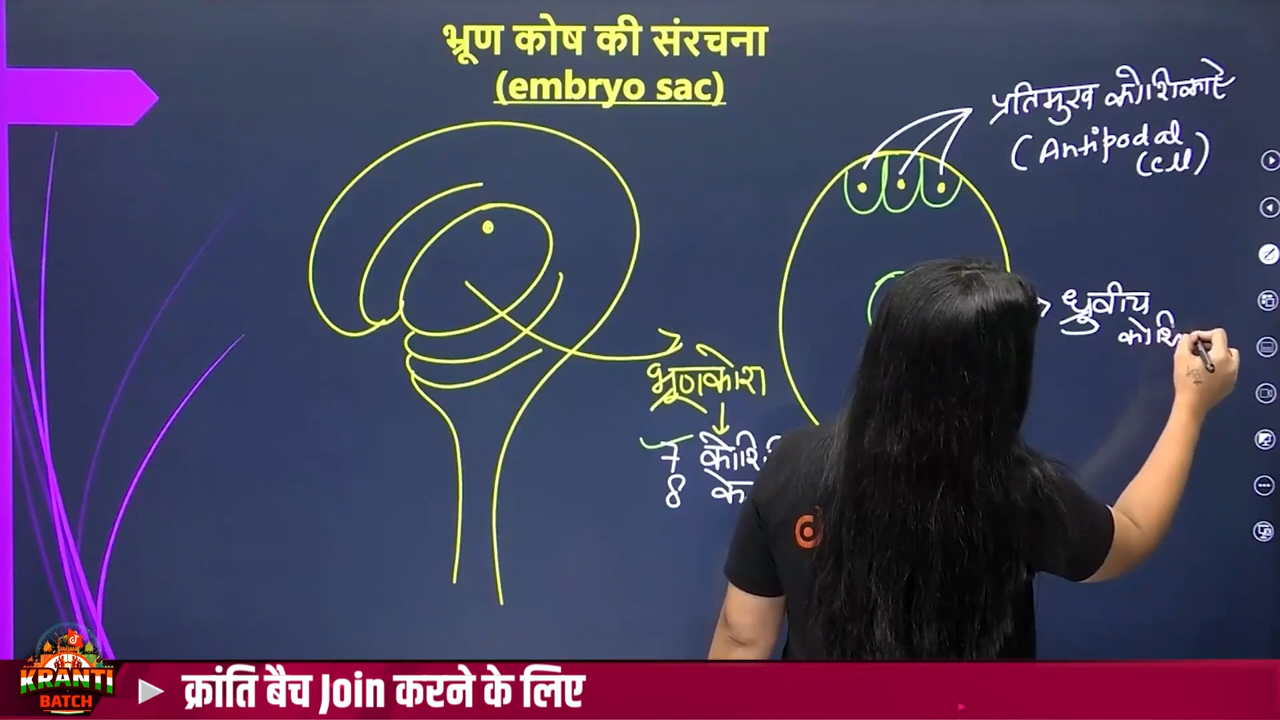 भ्रूण कोष की संरचना
(embryo sac)
प्रतिमुख कोशिकाऐ
(Antipodal
(Cell)
ध्रुवीय
भ्रूणकोश
7
8
KRANTI
BATCH
क्रांति बैच Join करने के लिए